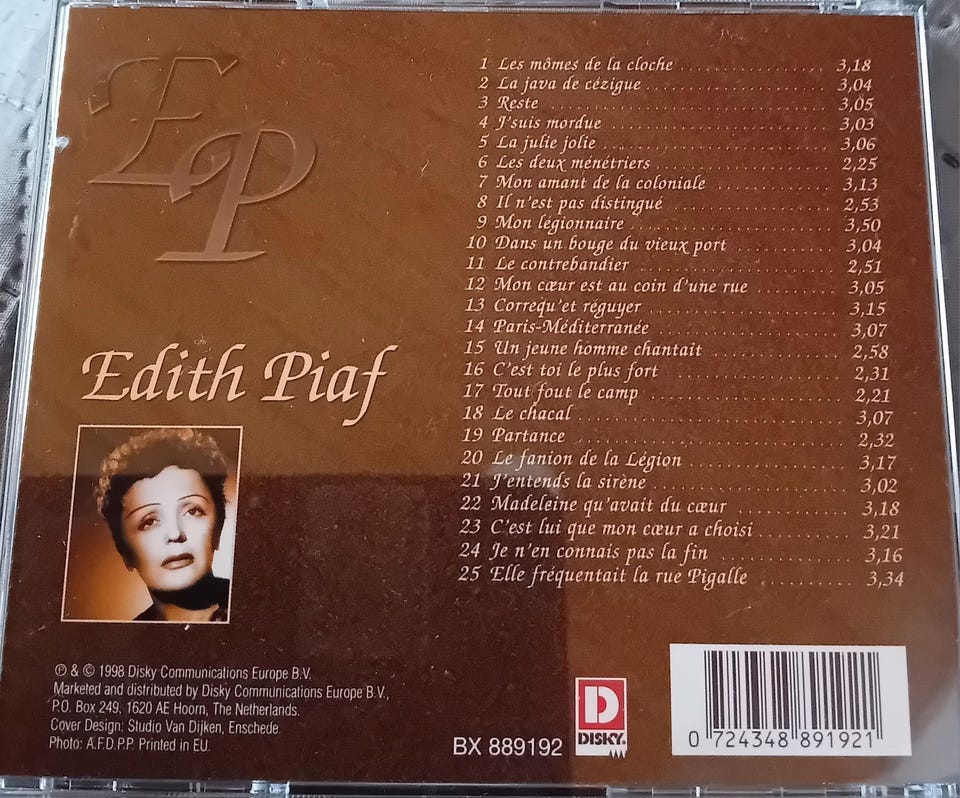 EP
1 Les mômes de la cloche 3,18
2 La java de cézigue 3,04
3 Reste 3,05
4 J'suis mordue 3,03
5 La julie jolie 3,06
6 Les deux ménétriers 2,25
7 Mon amant de la coloniale 3,13
8 Il n'est pas distingué 2,53
9 Mon légionnaire 3,50
10 Dans un bouge du vieux port 3,04
11 Le contrebandier 2,51
12 Mon cœur est au coin d'une rue 3,05
13 Correqu'et réguyer 3,15
14 Paris-Méditerranée 3,07
15 Un jeune homme chantait 2,58
16 C'est toi le plus fort 2,31
17 Tout fout le camp 2,21
18 Le chacal 3,07
19 Partance 2,32
20 Le fanion de la Légion 3,17
21 J'entends la sirène 3,02
22 Madeleine qu'avait du cœur 3,18
23 C'est lui que mon cœur a choisi 3,21
24 Je n'en connais pas la fin 3,16
25 Elle fréquentait la rue Pigalle 3,34
Edith Piaf
℗ & © 1998 Disky Communications Europe B.V.
Marketed and distributed by Disky Communications Europe B.V.,
P.O. Box 249, 1620 AE Hoorn, The Netherlands.
Cover Design: Studio Van Dijken, Enschede.
Photo: A.F.D.P.P. Printed in EU.
BX 889192
D
DISKY.
0 724348 891921